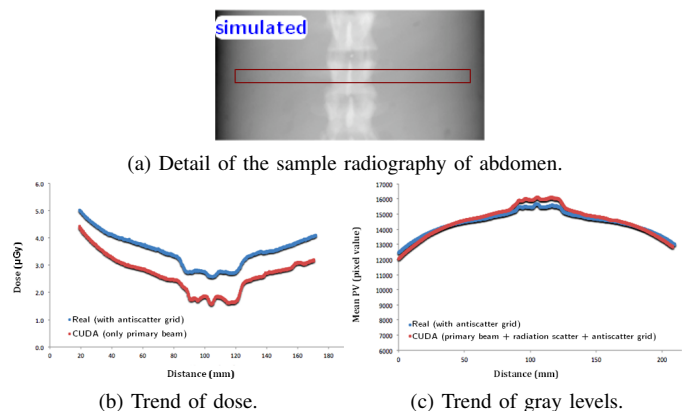 simulated
(a) Detail of the sample radiography of abdomen.
6.0
5.0
4.0
3.0
2.0
1.0
0.0
Dose (µGy)
Real (with antiscatter grid)
CUDA (only primary beam)
0 20 40 60 80 100 120 140 160 180
Distance (mm)
(b) Trend of dose.
17000
16000
15000
14000
13000
12000
11000
10000
9000
8000
7000
6000
Mean PV (pixel value)
Real (with antiscatter grid)
CUDA (primary beam + radiation scatter + antiscatter grid)
0 50 100 150 200
Distance (mm)
(c) Trend of gray levels.